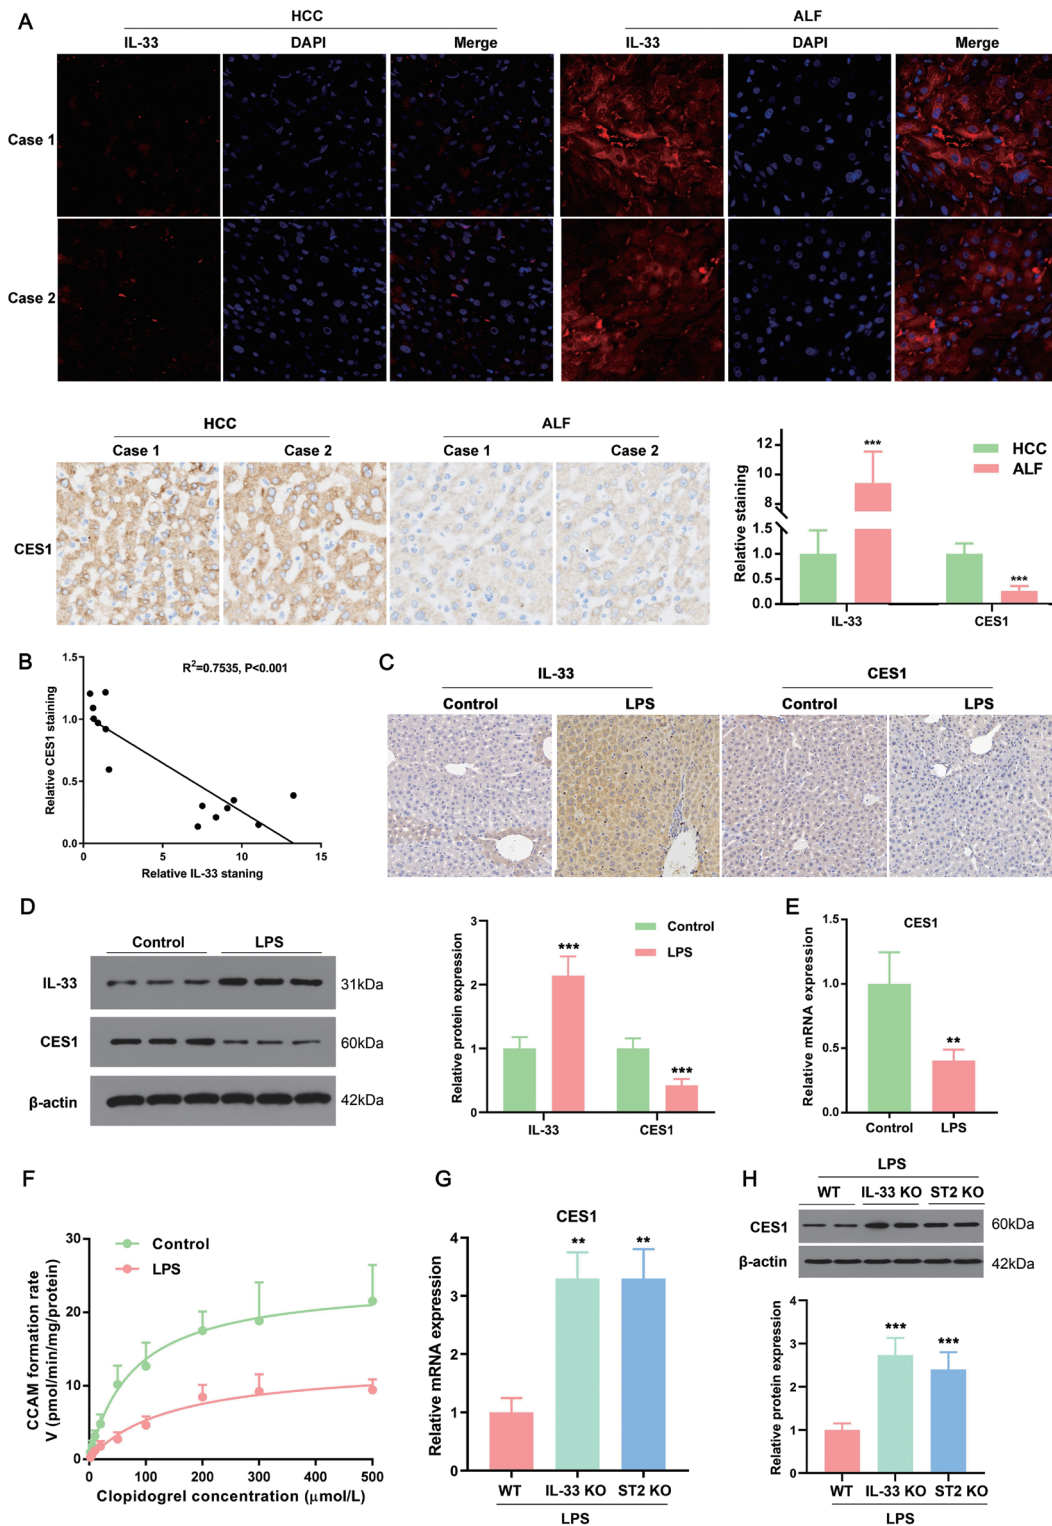 A
HCC
ALF
IL-33
DAPI
Merge
IL-33
DAPI
Merge
Case 1
Case 2
HCC
ALF
Case 1
Case 2
Case 1
Case 2
CES1
Relative staining
12
10
8
1.5
1.0
0.5
0.0
***
***
HCC
ALF
IL-33
CES1
B
R2=0.7535, P<0.001
Relative CES1 staining
1.5
1.0
0.5
0.0
0
5
10
15
Relative IL-33 staning
C
IL-33
CES1
Control
LPS
Control
LPS
D
Control
LPS
IL-33
31kDa
CES1
60kDa
β-actin
42kDa
Relative protein expression
3
2
1
0
***
***
Control
LPS
IL-33
CES1
E
CES1
Relative mRNA expression
1.5
1.0
0.5
0.0
**
Control
LPS
F
Control
LPS
CCAM formation rate
V (pmol/min/mg/protein)
30
20
10
0
0
100
200
300
400
500
Clopidogrel concentration (μmol/L)
G
CES1
Relative mRNA expression
4
3
2
1
0
**
**
WT
IL-33 KO
ST2 KO
LPS
H
LPS
WT
IL-33 KO
ST2 KO
CES1
60kDa
β-actin
42kDa
Relative protein expression
4
3
2
1
0
***
***
WT
IL-33 KO
ST2 KO
LPS